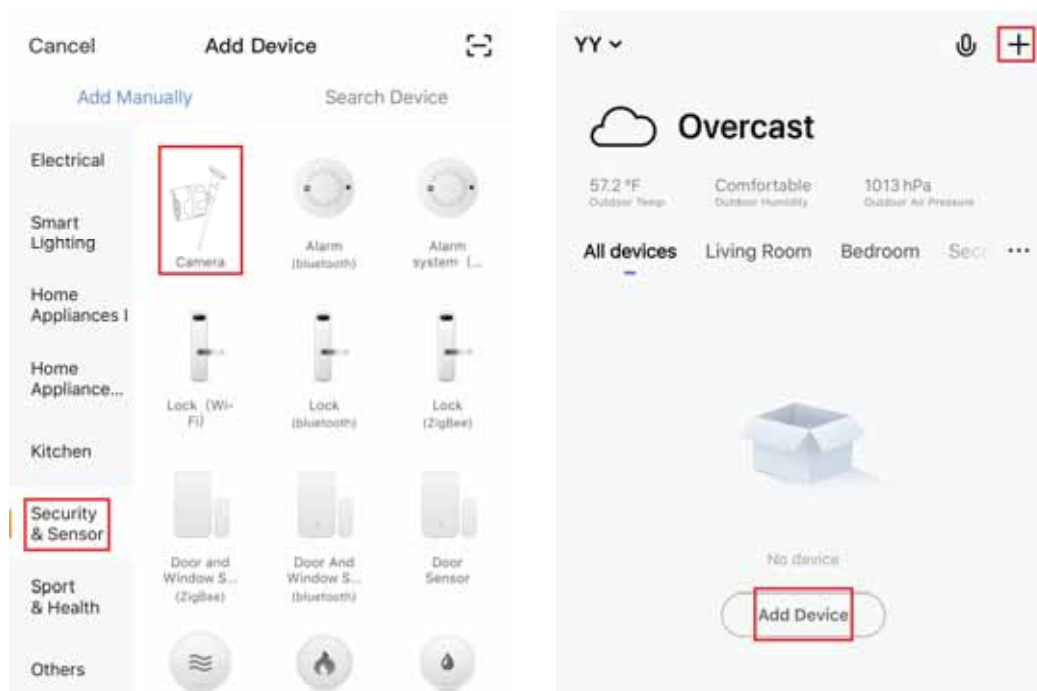 Cancel
Add Device
Add Manually
Search Device
Electrical
Smart
Lighting
Home
Appliances I
Home
Appliance...
Kitchen
Security
& Sensor
Sport
& Health
Others
Camera
Alarm
(bluetooth)
Alarm
system (...
Lock (Wi-
Fi)
Lock
(bluetooth)
Lock
(ZigBee)
Door and
Window S...
(ZigBee)
Door And
Window S...
(bluetooth)
Door
Sensor
YY
Overcast
57.2 °F
Outdoor Temp
Comfortable
Outdoor Humidity
1013 hPa
Outdoor Air Pressure
All devices
Living Room
Bedroom
Secu
...
No device
Add Device